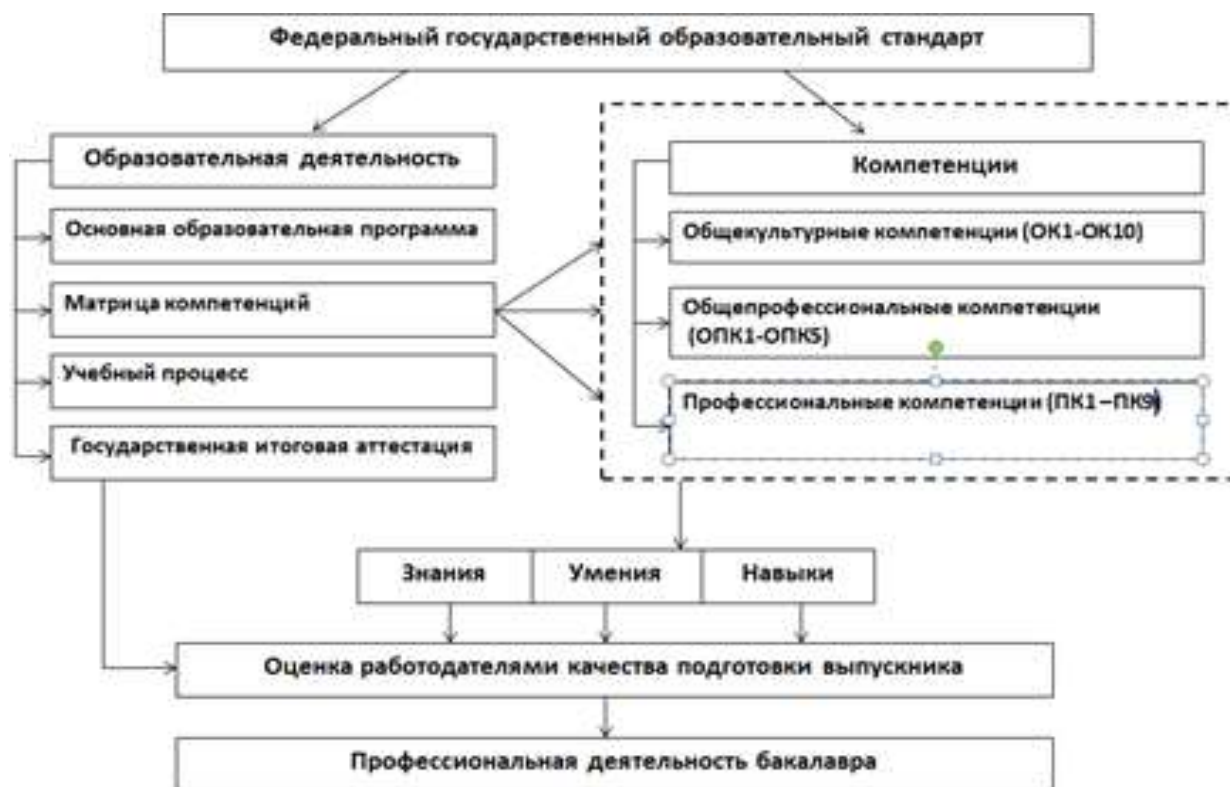 Федеральный государственный образовательный стандарт
Образовательная деятельность
Основная образовательная программа
Матрица компетенций
Учебный процесс
Государственная итоговая аттестация
Компетенции
Общекультурные компетенции (ОК1-ОК10)
Общепрофессиональные компетенции
(ОПК1-ОПК5)
Профессиональные компетенции (ПК1–ПК9)
Знания
Умения
Навыки
Оценка работодателями качества подготовки выпускника
Профессиональная деятельность бакалавра